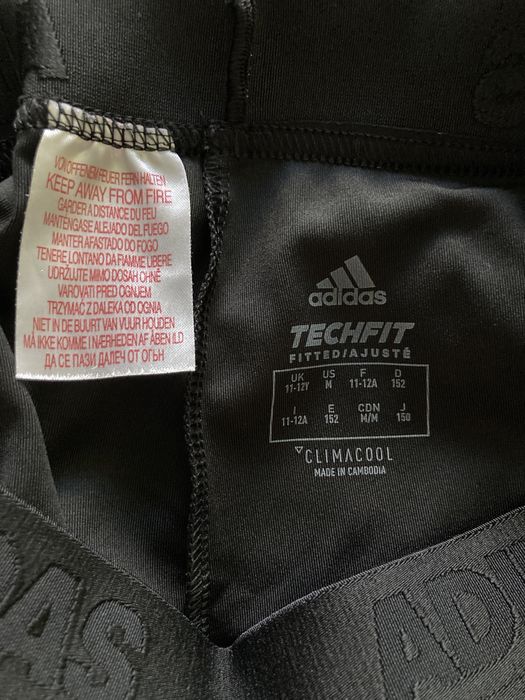 VON OFFENEM FEUER FERN HALTEN
KEEP AWAY FROM FIRE
GARDER A DISTANCE DU FEU
MANTENGASE ALEJADO DEL FUEGO
MANTER AFASTADO DO FOGO
TENERE LONTANO DA FIAMME LIBERE
UDRŽUJTE MIMO DOSAH OHNĚ
VAROVATI PRED OGNJEM
TRZYMAĆ Z DALEKA OD OGNIA
NIET IN DE BUURT VAN VUUR HOUDEN
MÅ IKKE KOMME I NÆRHEDEN AF ÅBEN ILD
ДА СЕ ПАЗИ ДАЛЕЧ ОТ ОГЪН
adidas
TECHFIT
FITTED/AJUSTÉ
UK US F D
11-12Y M 11-12A 152
I E CDN J
11-12A 152 M/M 150
CLIMACOOL
MADE IN CAMBODIA
DAS
AD